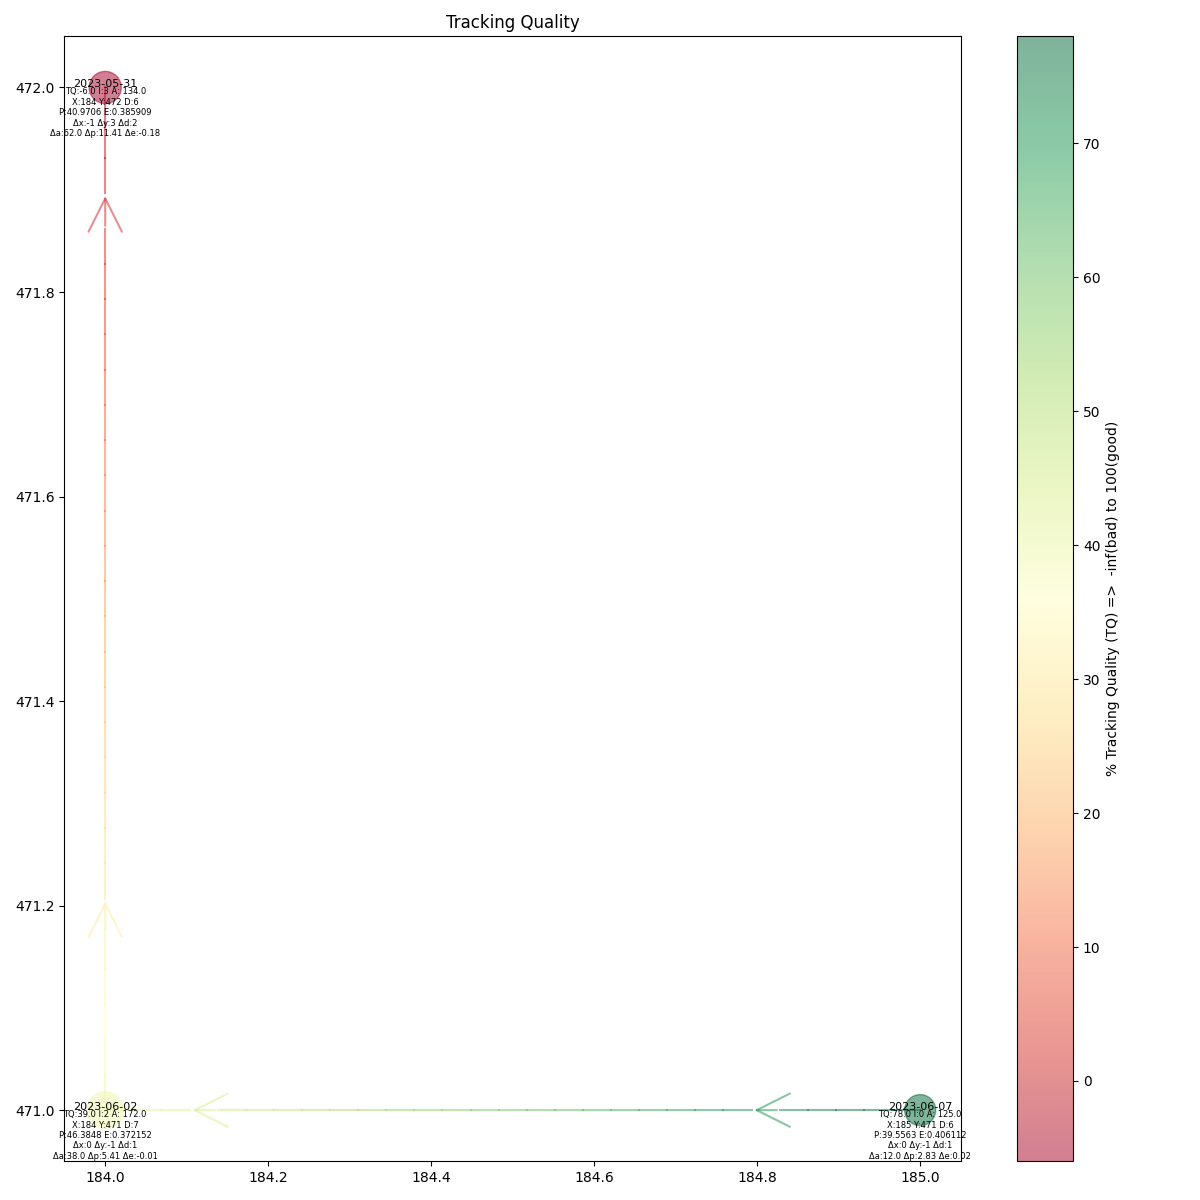 Tracking Quality
472.0
471.8
471.6
471.4
471.2
471.0
184.0
184.2
184.4
184.6
184.8
185.0
2023-05-31
TQ:-6.0 I:3 A: 134.0
X:184 Y:472 D:6
P:40.9706 E:0.385909
Δx:-1 Δy:3 Δd:2
Δa:52.0 Δp:11.41 Δe:-0.18
2023-06-02
TQ:39.0 I:2 A: 172.0
X:184 Y:471 D:7
P:46.3848 E:0.372152
Δx:0 Δy:-1 Δd:1
Δa:38.0 Δp:5.41 Δe:-0.01
2023-06-07
TQ:78.0 I:0 A: 125.0
X:185 Y:471 D:6
P:39.5563 E:0.406112
Δx:0 Δy:-1 Δd:1
Δa:12.0 Δp:2.83 Δe:0.02
70
60
50
40
30
20
10
0
% Tracking Quality (TQ) =>  -inf(bad) to 100(good)